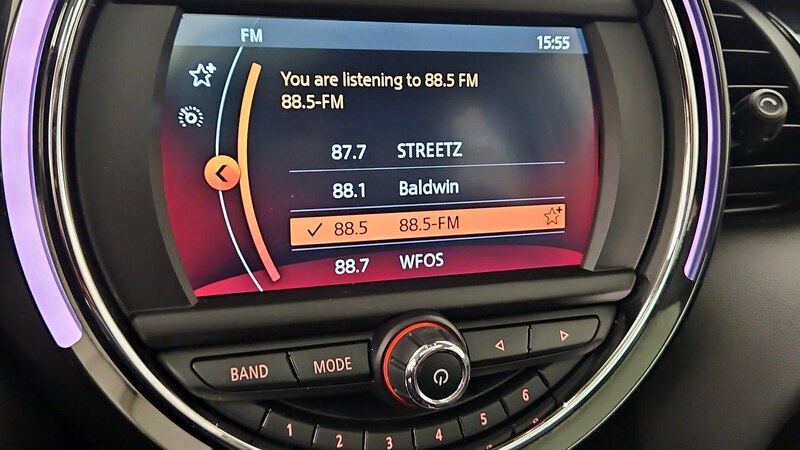 FM 15:55
You are listening to 88.5 FM
88.5-FM
87.7 STREETZ
88.1 Baldwin
88.5 88.5-FM
88.7 WFOS
BAND MODE
1 2 3 4 5 6